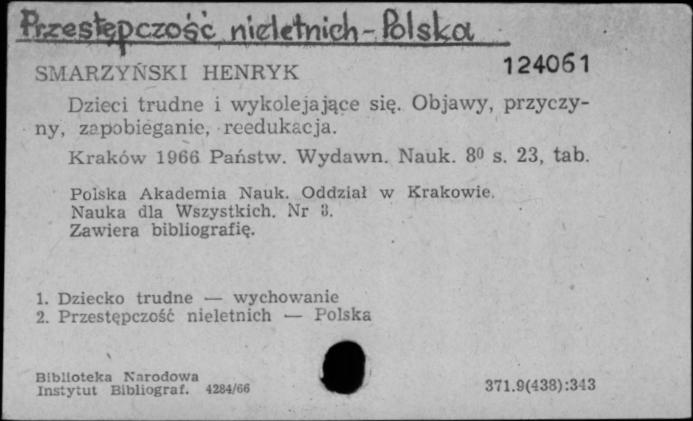 Przestępczość nieletnich - Polska
124061
SMARZYŃSKI HENRYK
Dzieci trudne i wykolejające się. Objawy, przyczy-
ny, zapobieganie, reedukacja.
Kraków 1966 Państw. Wydawn. Nauk. 8⁰ s. 23, tab.
Polska Akademia Nauk. Oddział w Krakowie.
Nauka dla Wszystkich. Nr 3.
Zawiera bibliografię.
1. Dziecko trudne — wychowanie
2. Przestępczość nieletnich — Polska
Biblioteka Narodowa
Instytut Bibliograf. 4284/66
371.9(438):343